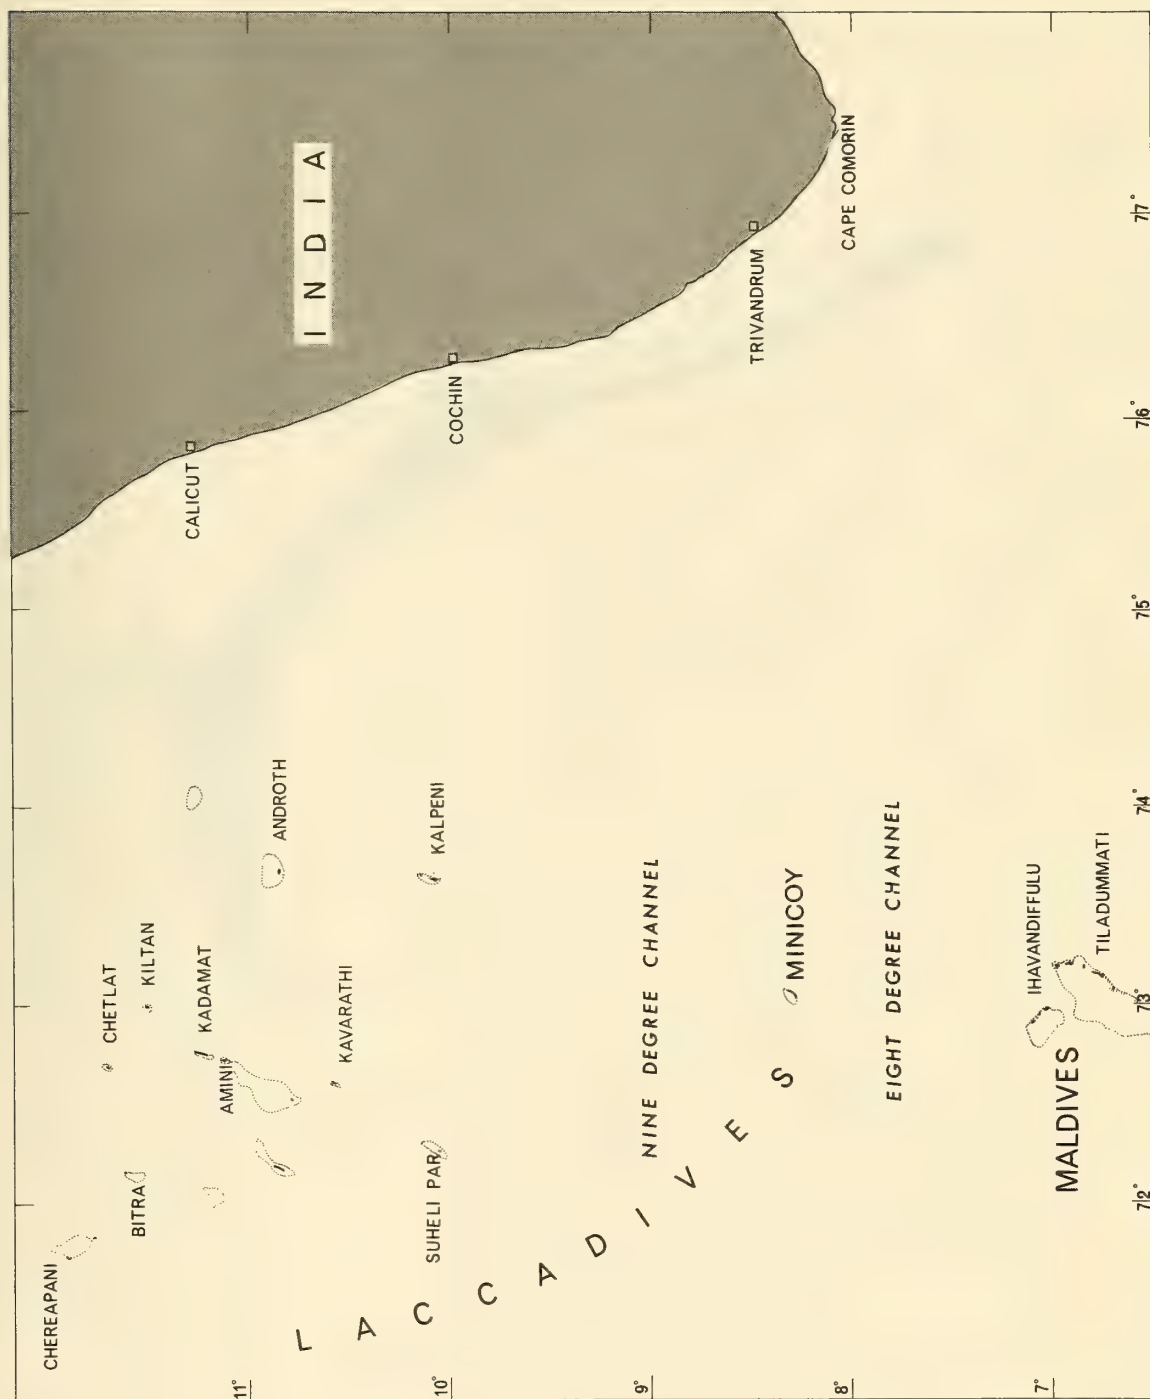 INDIA
CALICUT
COCHIN
TRIVANDRUM
CAPE COMORIN
CHEREAPANI
BITRA
CHETLAT
KILTAN
KADAMAT
AMINI
ANDROTH
KAVARATHI
SUHELI PAR
KALPENI
LACCADIVES
NINE DEGREE CHANNEL
MINICOY
EIGHT DEGREE CHANNEL
MALDIVES
IHAVANDIFFULU
TILADUMMATI
11°
10°
9°
8°
7°
72°
73°
74°
75°
76°
77°